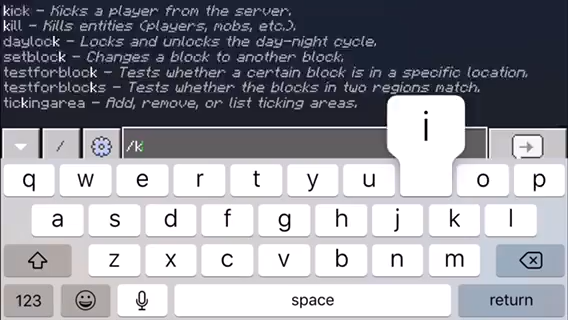 kick – Kicks a player from the server.
kill – Kills entities (players, mobs, etc.).
daylock – Locks and unlocks the day-night cycle.
setblock – Changes a block to another block.
testforblock – Tests whether a certain block is in a specific location.
testforblocks – Tests whether the blocks in two regions match.
tickingarea – Add, remove, or list ticking areas.
/ /k
i
q w e r t y u o p
a s d f g h j k l
z x c v b n m
123 space return